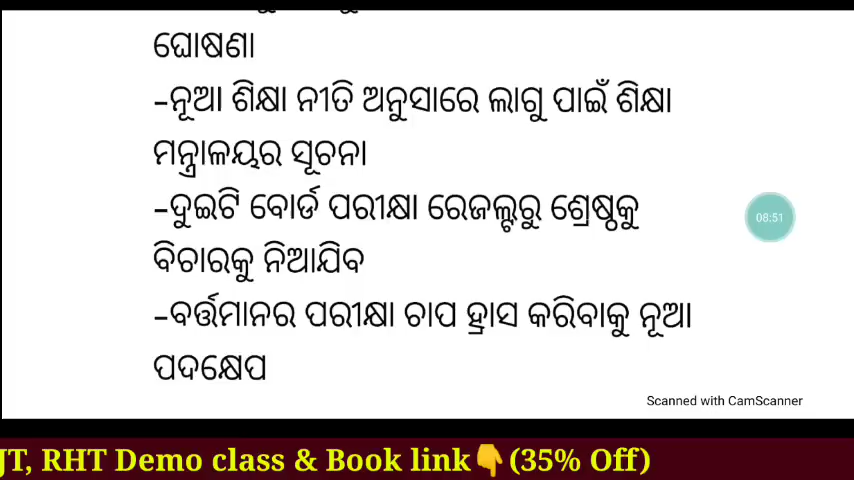 ଘୋଷଣା
–ନୂଆ ଶିକ୍ଷା ନୀତି ଅନୁସାରେ ଲାଗୁ ପାଇଁ ଶିକ୍ଷା
ମନ୍ତ୍ରାଳୟର ସୂଚନା
–ଦୁଇଟି ବୋର୍ଡ ପରୀକ୍ଷା ରେଜଲ୍ଟରୁ ଶ୍ରେଷ୍ଠକୁ
08:51
ବିଚାରକୁ ନିଆଯିବ
–ବର୍ତ୍ତମାନର ପରୀକ୍ଷା ଚାପ ହ୍ରାସ କରିବାକୁ ନୂଆ
ପଦକ୍ଷେପ
Scanned with CamScanner
JT, RHT Demo class & Book link👇(35% Off)